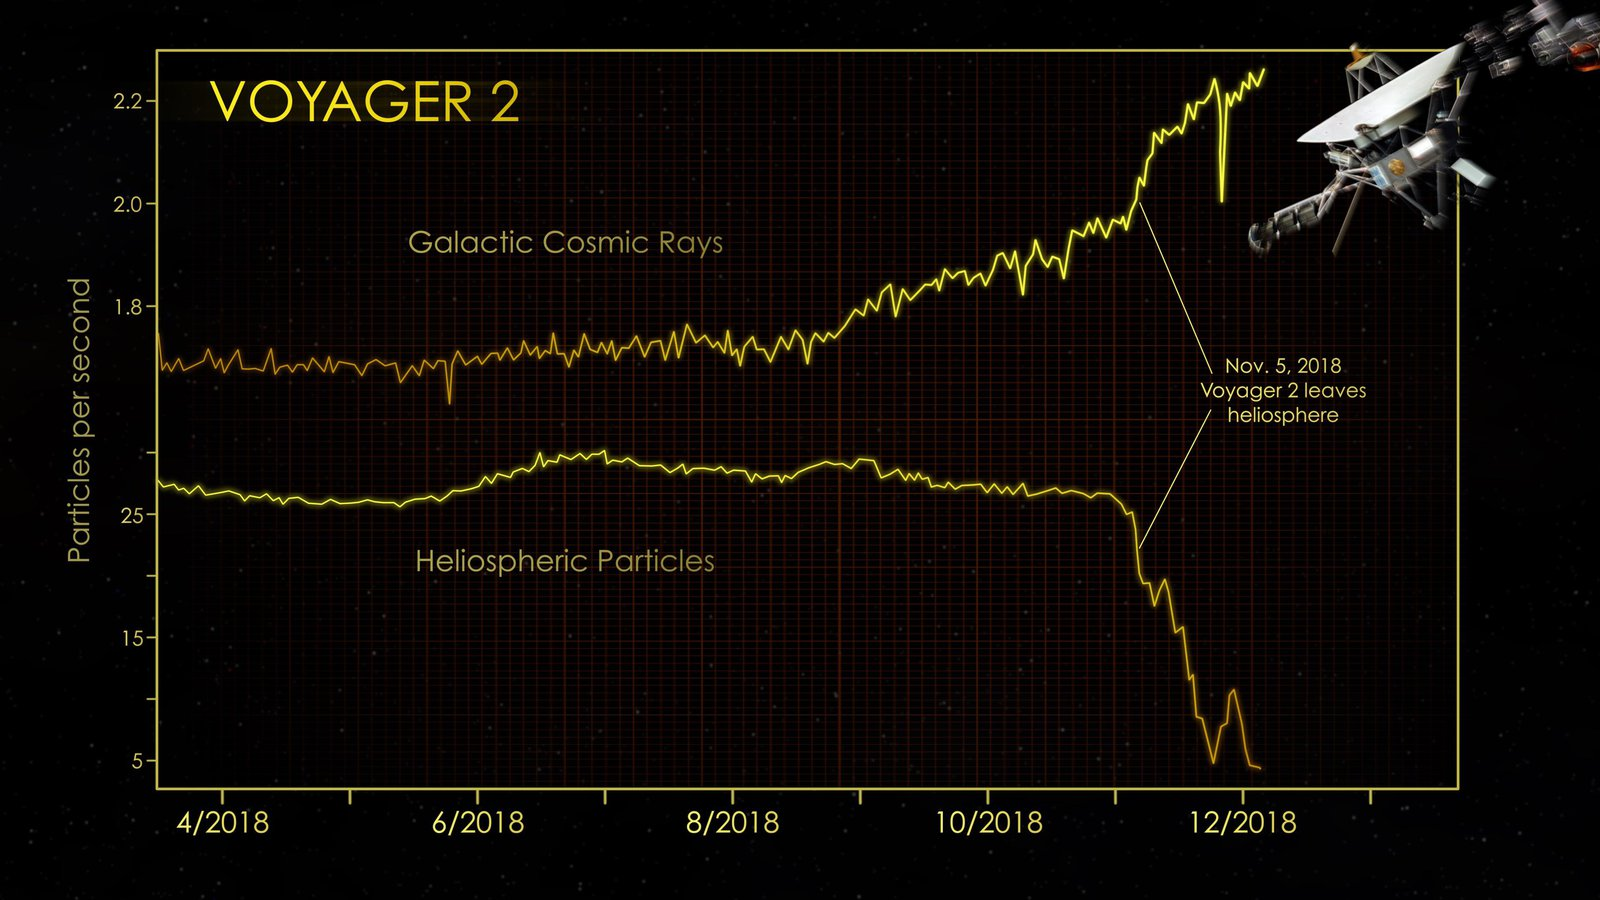 VOYAGER 2
2.2
2.0
Galactic Cosmic Rays
1.8
Particles per second
Nov. 5, 2018
Voyager 2 leaves
heliosphere
25
Heliospheric Particles
15
5
4/2018
6/2018
8/2018
10/2018
12/2018